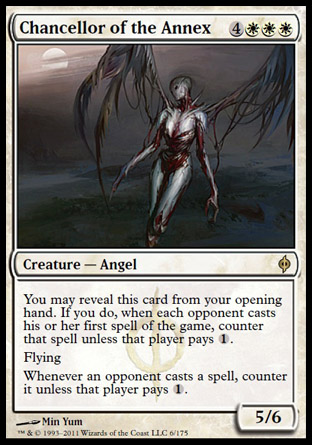 Chancellor of the Annex 4
Creature — Angel
You may reveal this card from your opening
hand. If you do, when each opponent casts
his or her first spell of the game, counter
that spell unless that player pays 1.
Flying
Whenever an opponent casts a spell, counter
it unless that player pays 1.
Min Yum
™ & © 1993–2011 Wizards of the Coast LLC 6/175
5/6